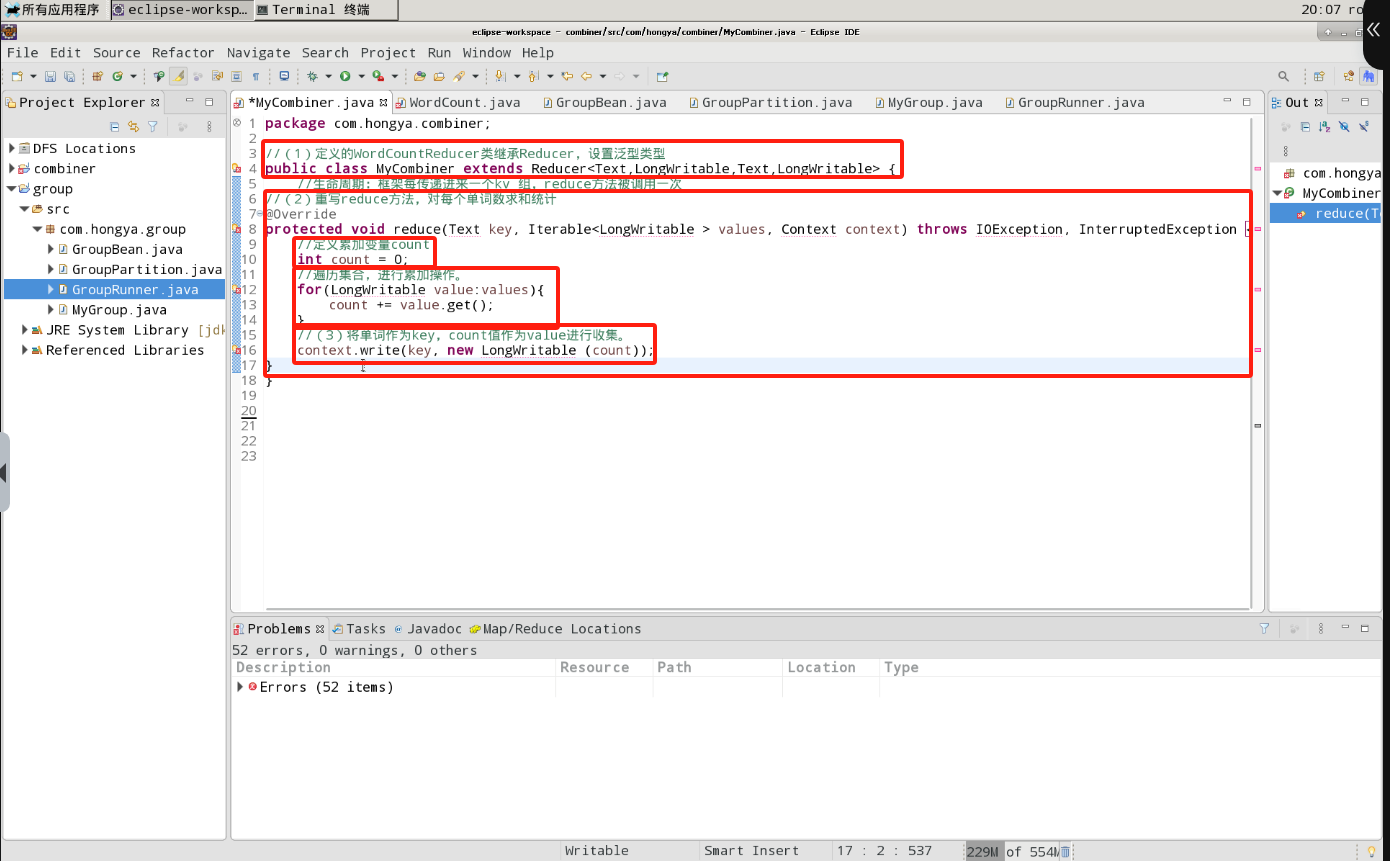 所有应用程序 eclipse-worksp... Terminal 终端 20:07 ro
eclipse-workspace - combiner/src/com/hongya/combiner/MyCombiner.java - Eclipse IDE
File Edit Source Refactor Navigate Search Project Run Window Help
Project Explorer
*MyCombiner.java WordCount.java GroupBean.java GroupPartition.java MyGroup.java GroupRunner.java
Out
DFS Locations
combiner
group
src
com.hongya.group
GroupBean.java
GroupPartition.java
GroupRunner.java
MyGroup.java
JRE System Library [jdk
Referenced Libraries
1 package com.hongya.combiner;
2
3 //（1）定义的WordCountReducer类继承Reducer，设置泛型类型
4 public class MyCombiner extends Reducer<Text,LongWritable,Text,LongWritable> {
5 //生命周期：框架每传递进来一个kv 组，reduce方法被调用一次
6 //（2）重写reduce方法，对每个单词数求和统计
7 @Override
8 protected void reduce(Text key, Iterable<LongWritable > values, Context context) throws IOException, InterruptedException {
9 //定义累加变量count
10 int count = 0;
11 //遍历集合，进行累加操作。
12 for(LongWritable value:values){
13 count += value.get();
14 }
15 //（3）将单词作为key，count值作为value进行收集。
16 context.write(key, new LongWritable (count));
17 }
18 }
19
20
21
22
23
com.hongya
MyCombiner
reduce(T
Problems Tasks Javadoc Map/Reduce Locations
52 errors, 0 warnings, 0 others
Description Resource Path Location Type
Errors (52 items)
Writable Smart Insert 17 : 2 : 537 229M of 554M